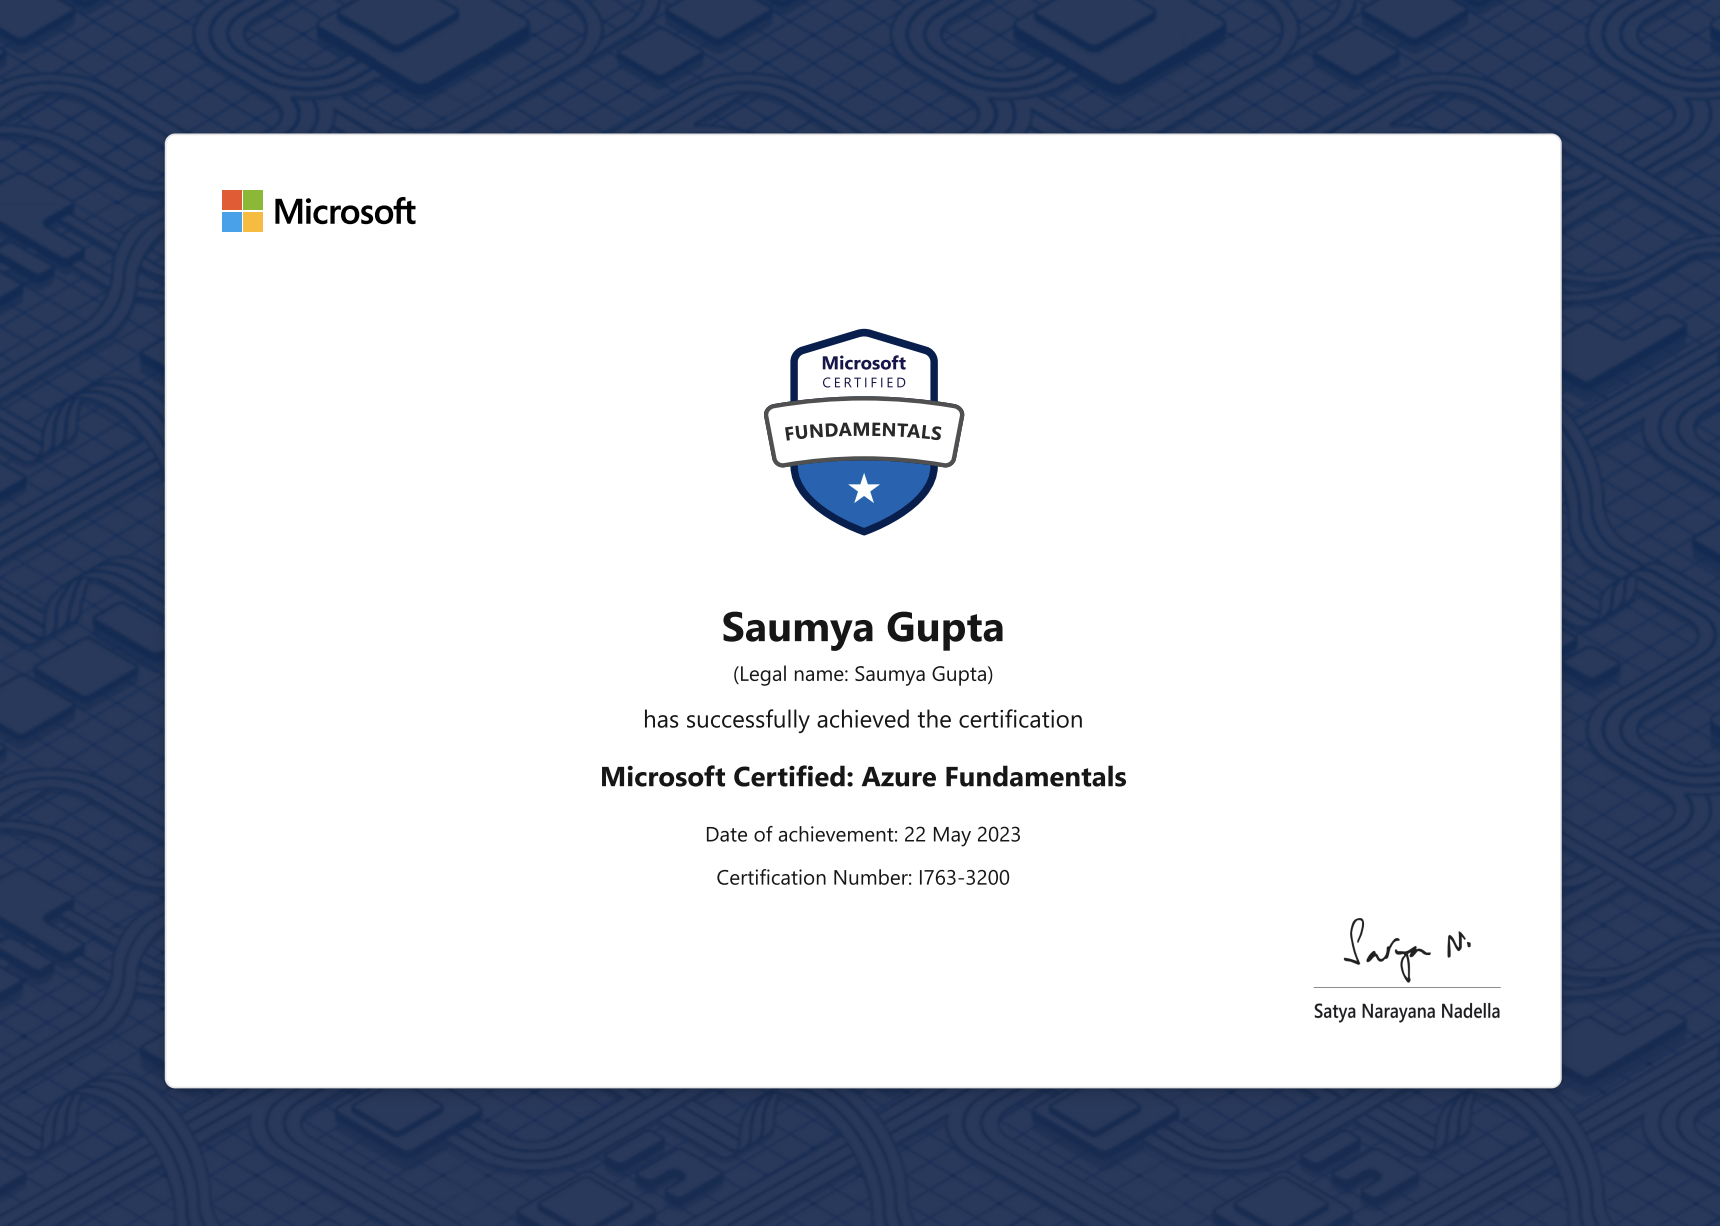 Microsoft
Microsoft
CERTIFIED
FUNDAMENTALS
Saumya Gupta
(Legal name: Saumya Gupta)
has successfully achieved the certification
Microsoft Certified: Azure Fundamentals
Date of achievement: 22 May 2023
Certification Number: I763-3200
Satya N.
Satya Narayana Nadella